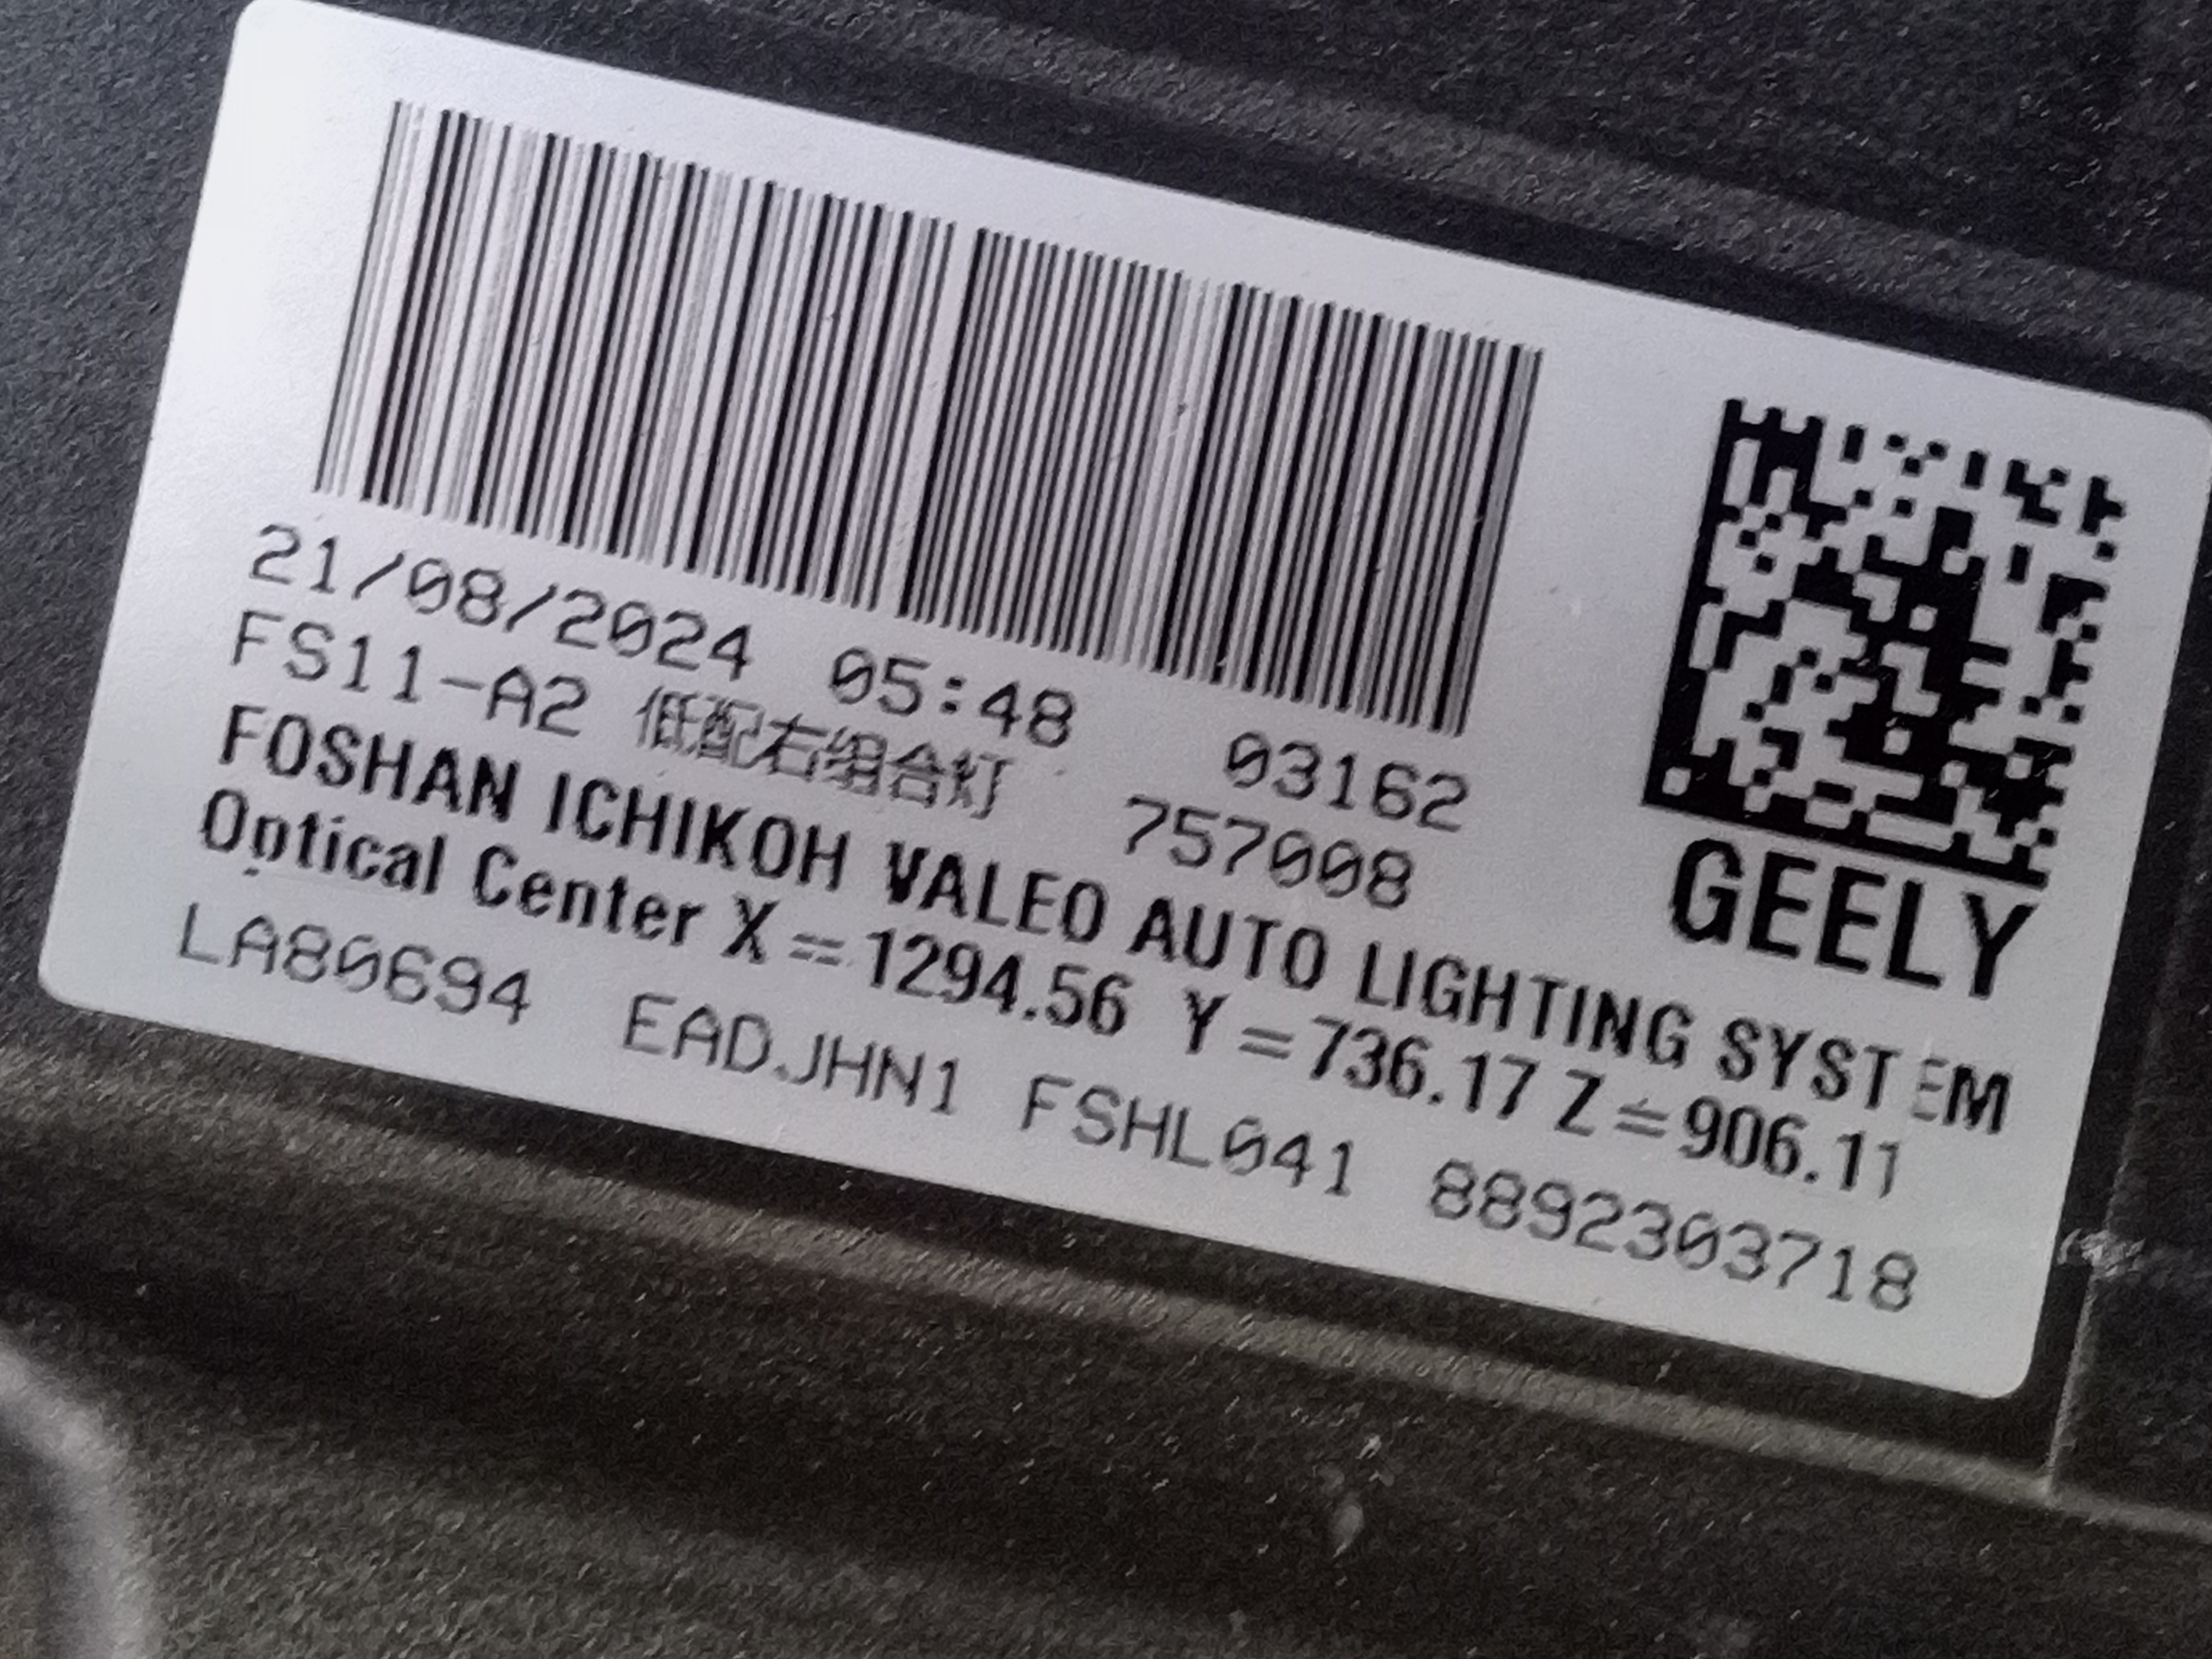 21/08/2024 05:48 03162
FS11-A2 低配右组合灯 757008
GEELY
FOSHAN ICHIKOH VALEO AUTO LIGHTING SYSTEM
Optical Center X=1294.56 Y=736.17 Z=906.11
LA80694 EADJHN1 FSHL041 8892303718